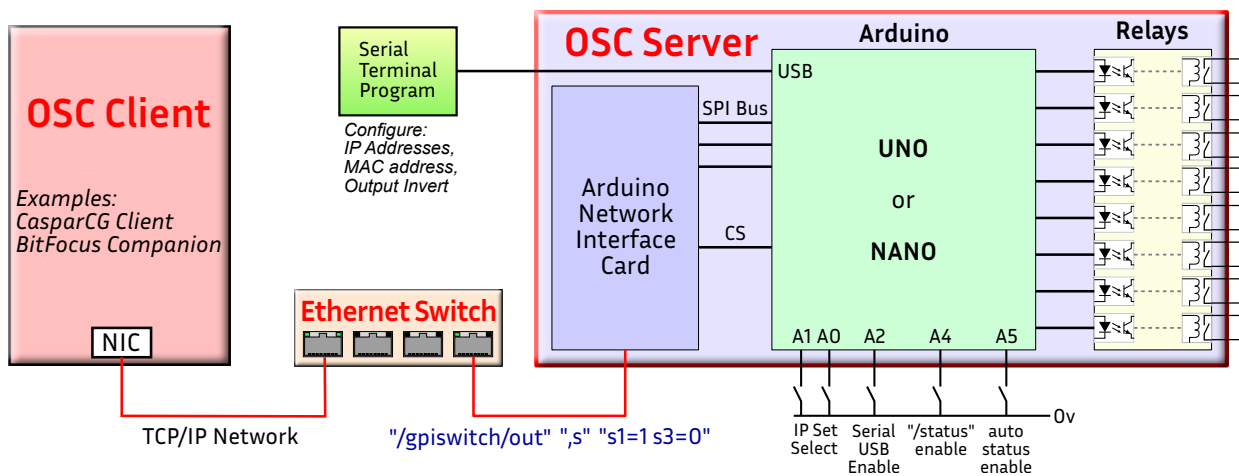 OSC Client
Examples:
CasparCG Client
BitFocus Companion
NIC
TCP/IP Network
Serial
Terminal
Program
Configure:
IP Addresses,
MAC address,
Output Invert
Ethernet Switch
"/gpiswitch/out" ",s" "s1=1 s3=0"
OSC Server
Arduino
Network
Interface
Card
SPI Bus
CS
Arduino
USB
UNO
or
NANO
A1 A0 A2 A4 A5
Relays
0v
IP Set
Select
Serial
USB
Enable
"/status"
enable
auto
status
enable